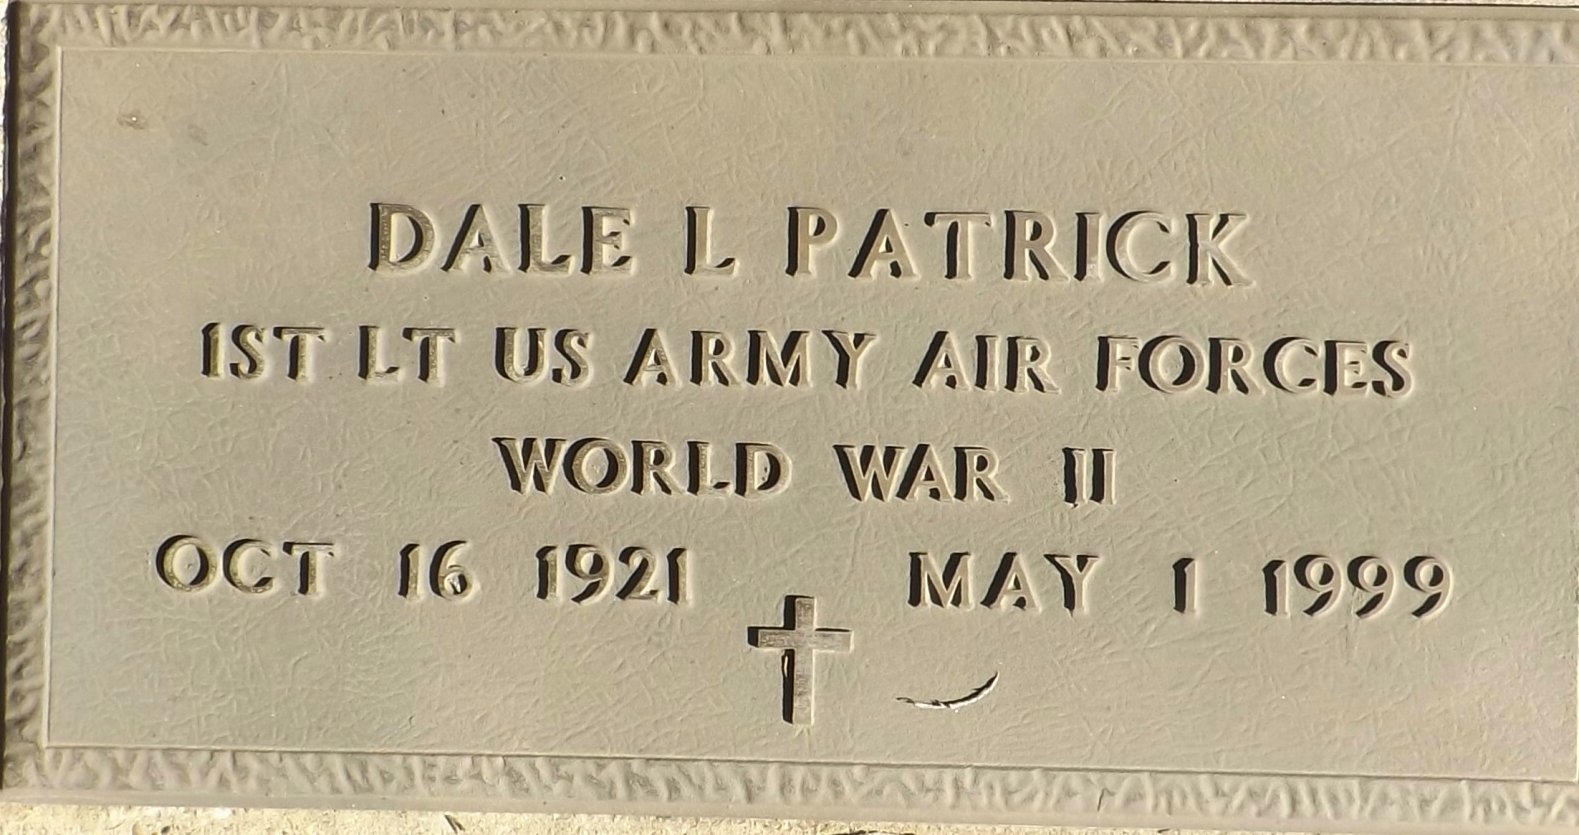 DALE L PATRICK
1ST LT US ARMY AIR FORCES
WORLD WAR II
OCT 16 1921 MAY 1 1999